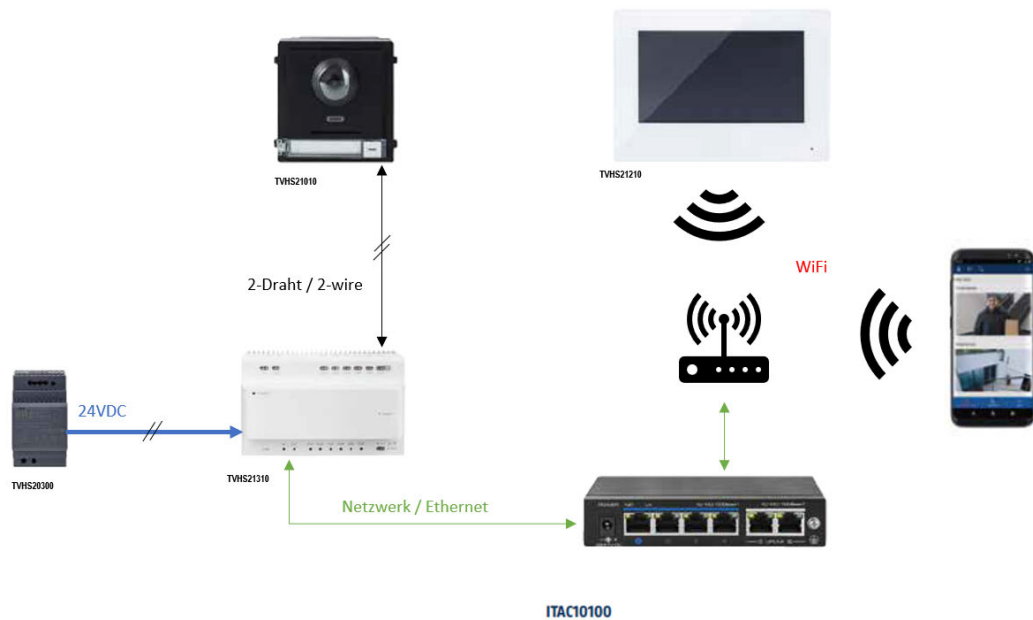 TVHS21010
TVHS21210
WiFi
2-Draht / 2-wire
24VDC
TVHS20300
TVHS21310
Netzwerk / Ethernet
ITAC10100